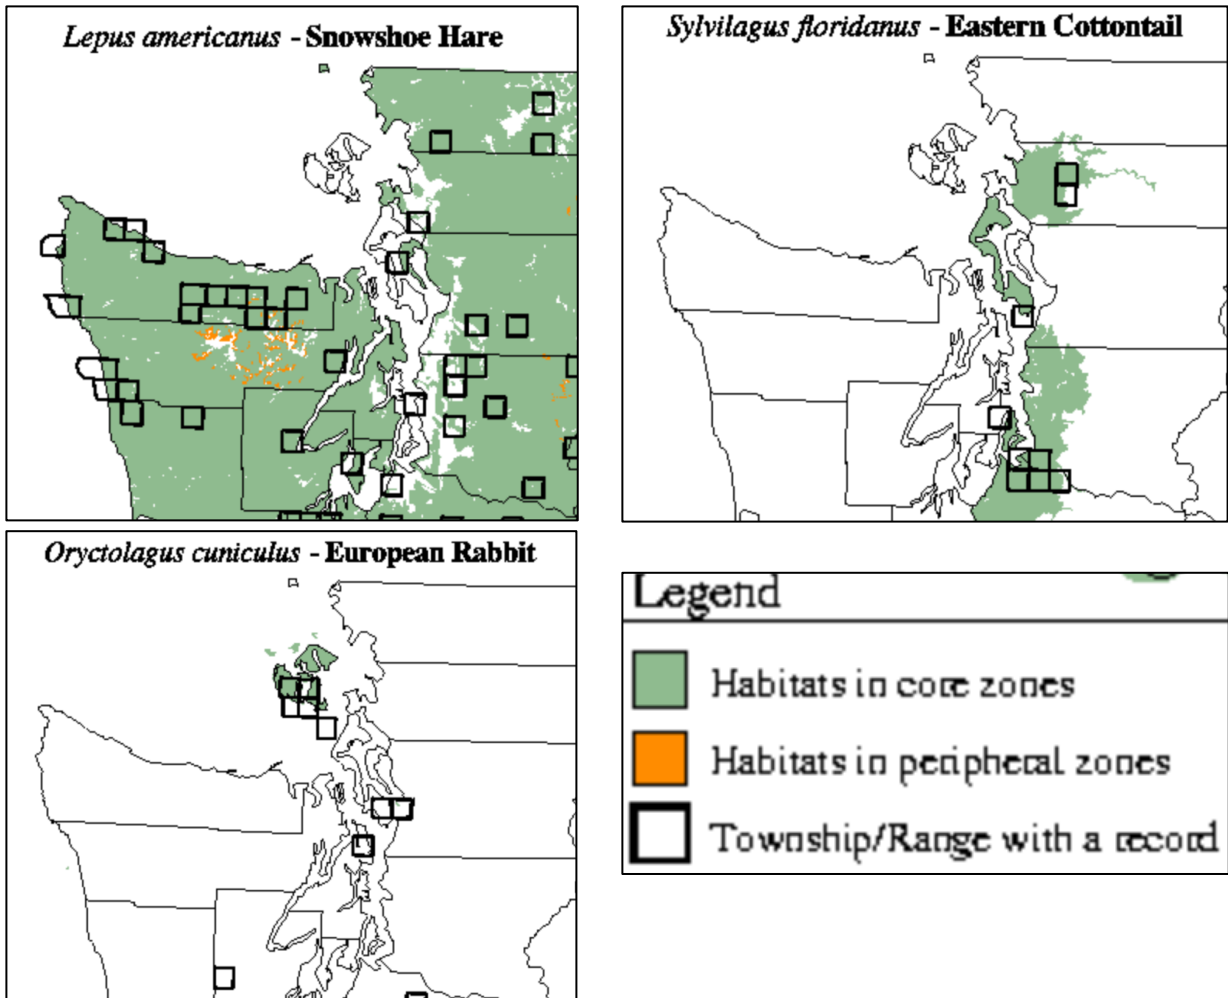 Lepus americanus - Snowshoe Hare
Sylvilagus floridanus - Eastern Cottontail
Oryctolagus cuniculus - European Rabbit
Legend
Habitats in core zones
Habitats in peripheral zones
Township/Range with a record